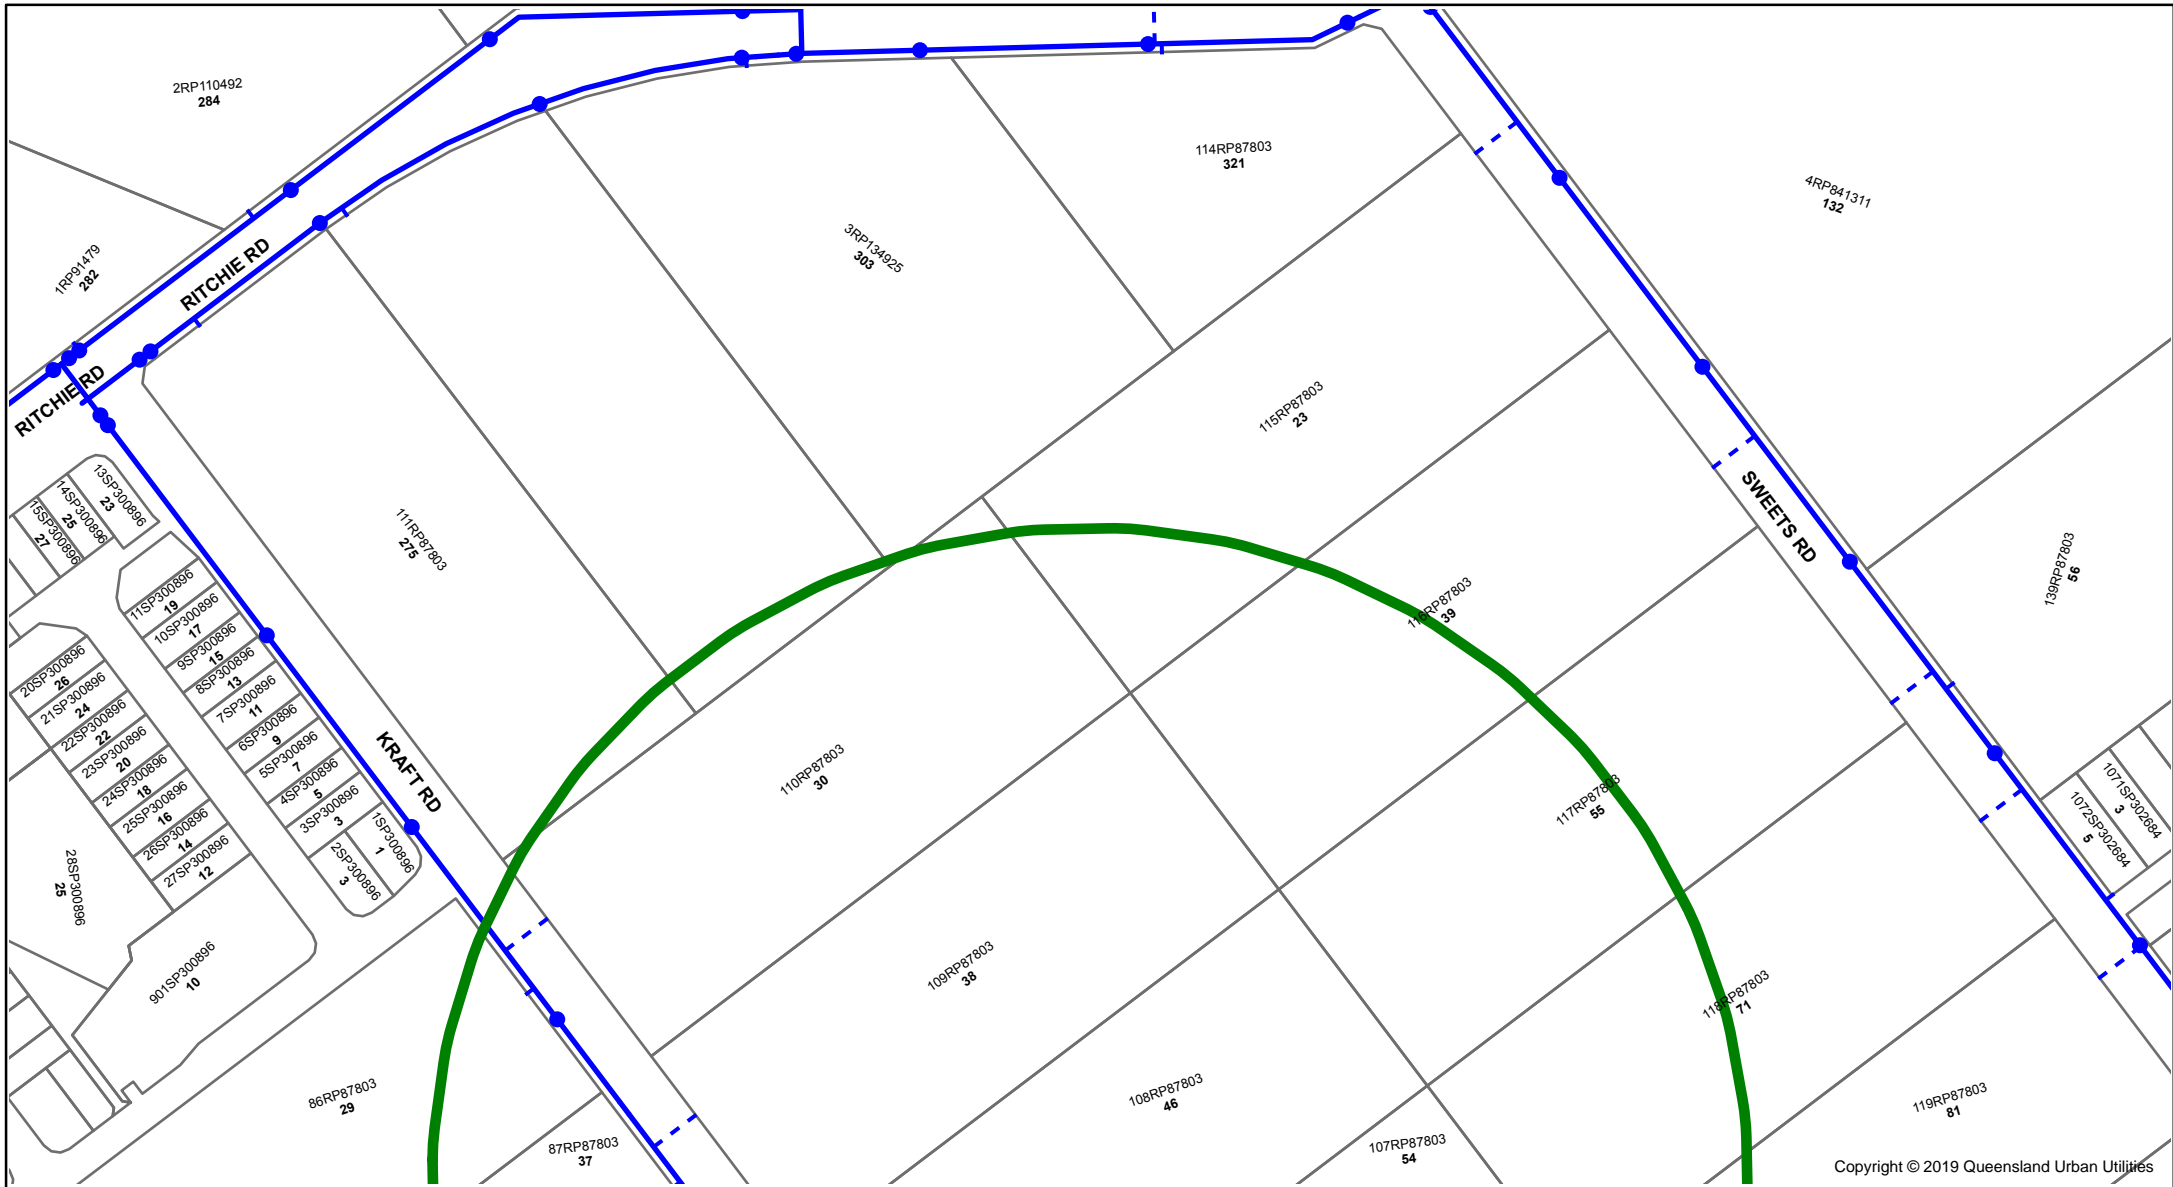 2RP110492
284
1RP91479
282
RITCHIE RD
RITCHIE RD
114RP87803
321
3RP134925
303
4RP841311
132
115RP87803
23
111RP87803
275
13SP300896
23
14SP300896
25
15SP300896
27
SWEETS RD
139RP87803
56
116RP87803
39
11SP300896
19
10SP300896
17
9SP300896
15
8SP300896
13
7SP300896
11
6SP300896
9
5SP300896
7
4SP300896
5
3SP300896
3
1SP300896
1
2SP300896
3
20SP300896
26
21SP300896
24
22SP300896
22
23SP300896
20
24SP300896
18
25SP300896
16
26SP300896
14
27SP300896
12
28SP300896
25
KRAFT RD
110RP87803
30
117RP87803
55
1071SP302684
3
1072SP302684
5
901SP300896
10
109RP87803
38
118RP87803
71
86RP87803
29
108RP87803
46
119RP87803
81
87RP87803
37
107RP87803
54
Copyright © 2019 Queensland Urban Utilities